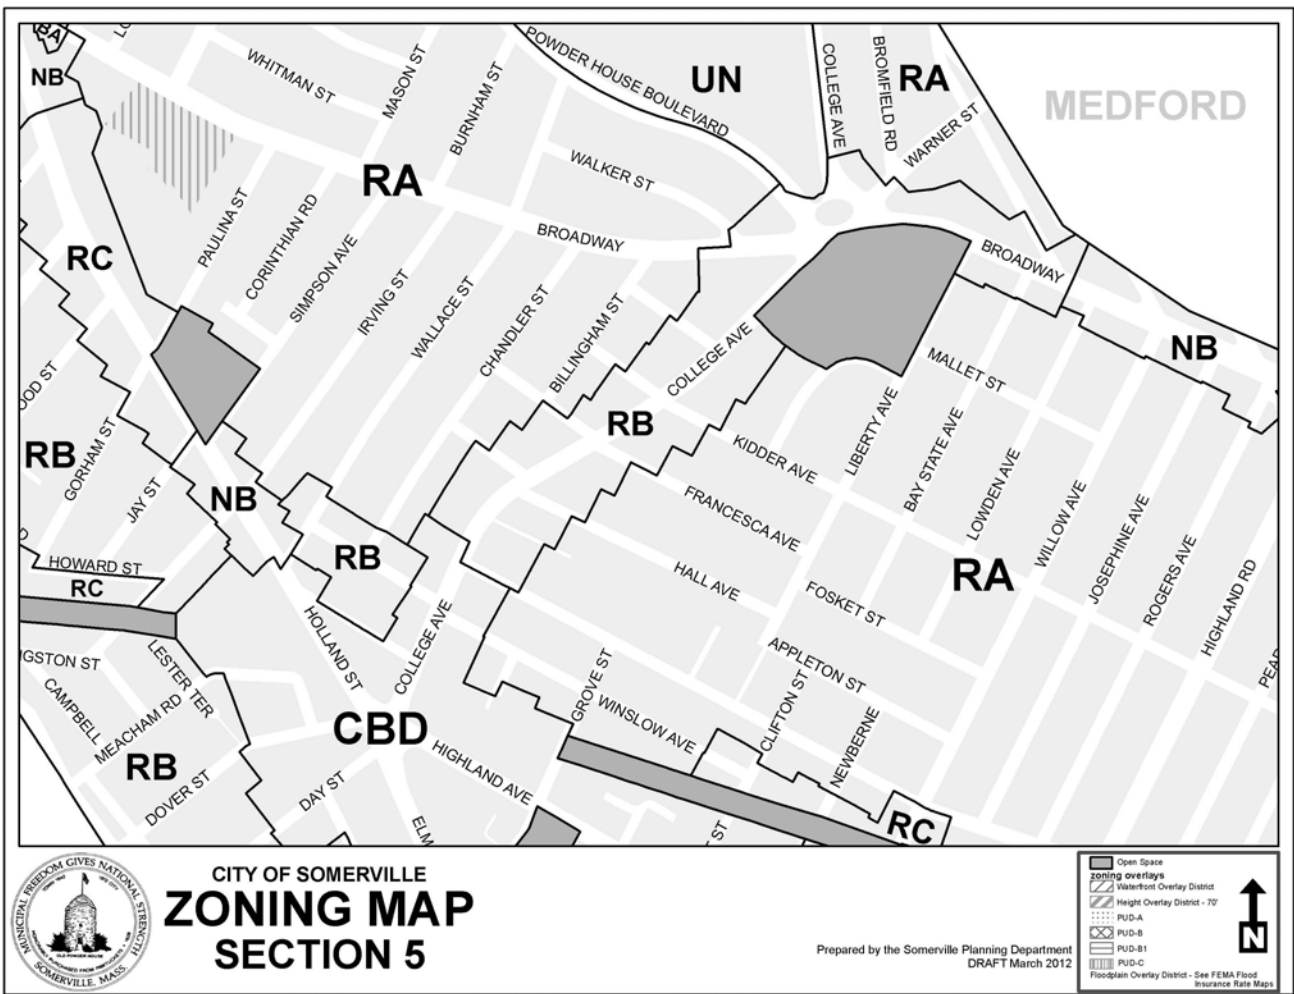 BA
NB
WHITMAN ST
MASON ST
BURNHAM ST
POWDER HOUSE BOULEVARD
UN
COLLEGE AVE
BROMFIELD RD
RA
WARNER ST
MEDFORD
WALKER ST
RA
PAULINA ST
CORINTHIAN RD
SIMPSON AVE
BROADWAY
BROADWAY
RC
IRVING ST
WALLACE ST
CHANDLER ST
BILLINGHAM ST
COLLEGE AVE
MALLET ST
NB
OOD ST
RB
GORHAM ST
JAY ST
NB
RB
KIDDER AVE
LIBERTY AVE
BAY STATE AVE
LOWDEN AVE
WILLOW AVE
JOSEPHINE AVE
ROGERS AVE
HIGHLAND RD
PEAR
FRANCESCA AVE
RB
HALL AVE
RA
FOSKET ST
APPLETON ST
HOWARD ST
RC
HOLLAND ST
COLLEGE AVE
GROVE ST
WINSLOW AVE
CLIFTON ST
NEWBERNE
GSTON ST
CAMPBELL
LESTER TER
MEACHAM RD
RB
DOVER ST
CBD
DAY ST
HIGHLAND AVE
ELM
ST
RC
MUNICIPAL FREEDOM GIVES NATIONAL STRENGTH
OLD POWDER HOUSE
SOMERVILLE, MASS.
CITY OF SOMERVILLE
ZONING MAP
SECTION 5
Prepared by the Somerville Planning Department
DRAFT March 2012
Open Space
zoning overlays
Waterfront Overlay District
Height Overlay District - 70'
PUD-A
PUD-B
PUD-B1
PUD-C
Floodplain Overlay District - See FEMA Flood
Insurance Rate Maps
N